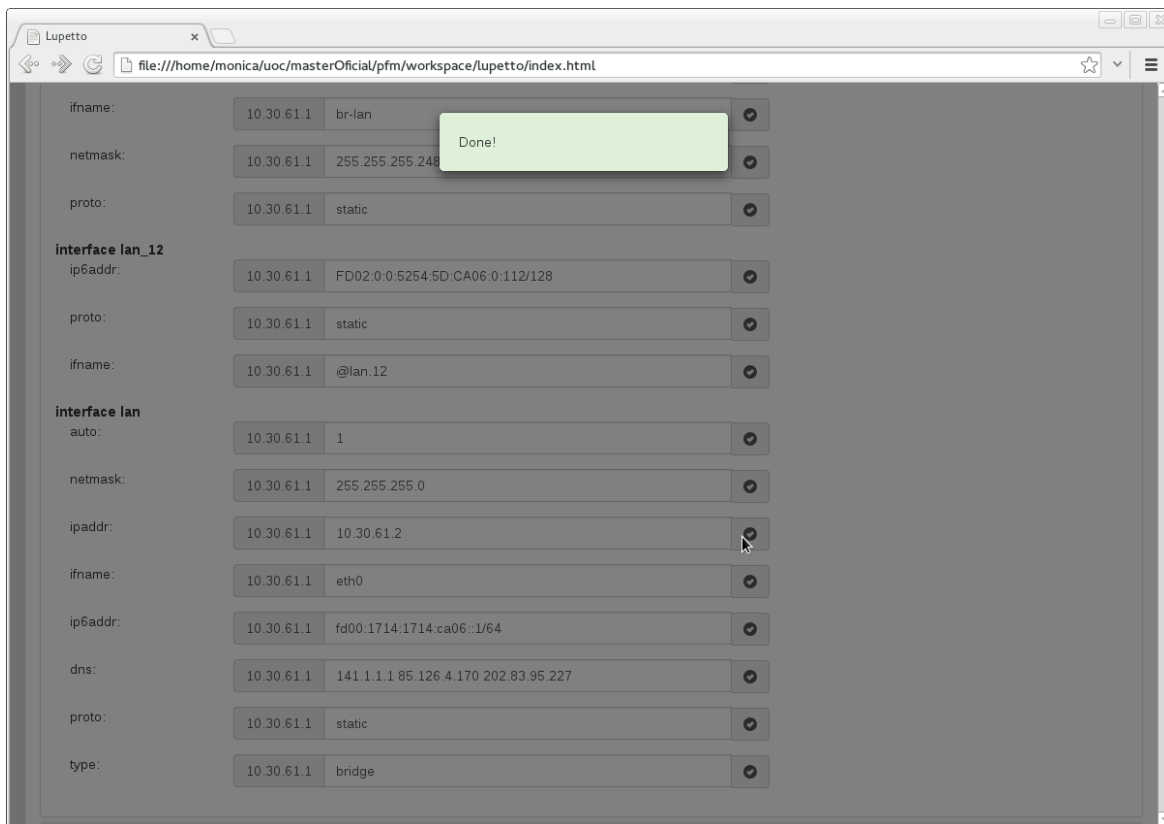 Lupetto
file:///home/monica/uoc/masterOficial/pfm/workspace/lupetto/index.html
ifname: 10.30.61.1 br-lan
Done!
netmask: 10.30.61.1 255.255.255.248
proto: 10.30.61.1 static
interface lan_12
ip6addr: 10.30.61.1 FD02:0:0:5254:5D:CA06:0:112/128
proto: 10.30.61.1 static
ifname: 10.30.61.1 @lan.12
interface lan
auto: 10.30.61.1 1
netmask: 10.30.61.1 255.255.255.0
ipaddr: 10.30.61.1 10.30.61.2
ifname: 10.30.61.1 eth0
ip6addr: 10.30.61.1 fd00:1714:1714:ca06::1/64
dns: 10.30.61.1 141.1.1.1 85.126.4.170 202.83.95.227
proto: 10.30.61.1 static
type: 10.30.61.1 bridge